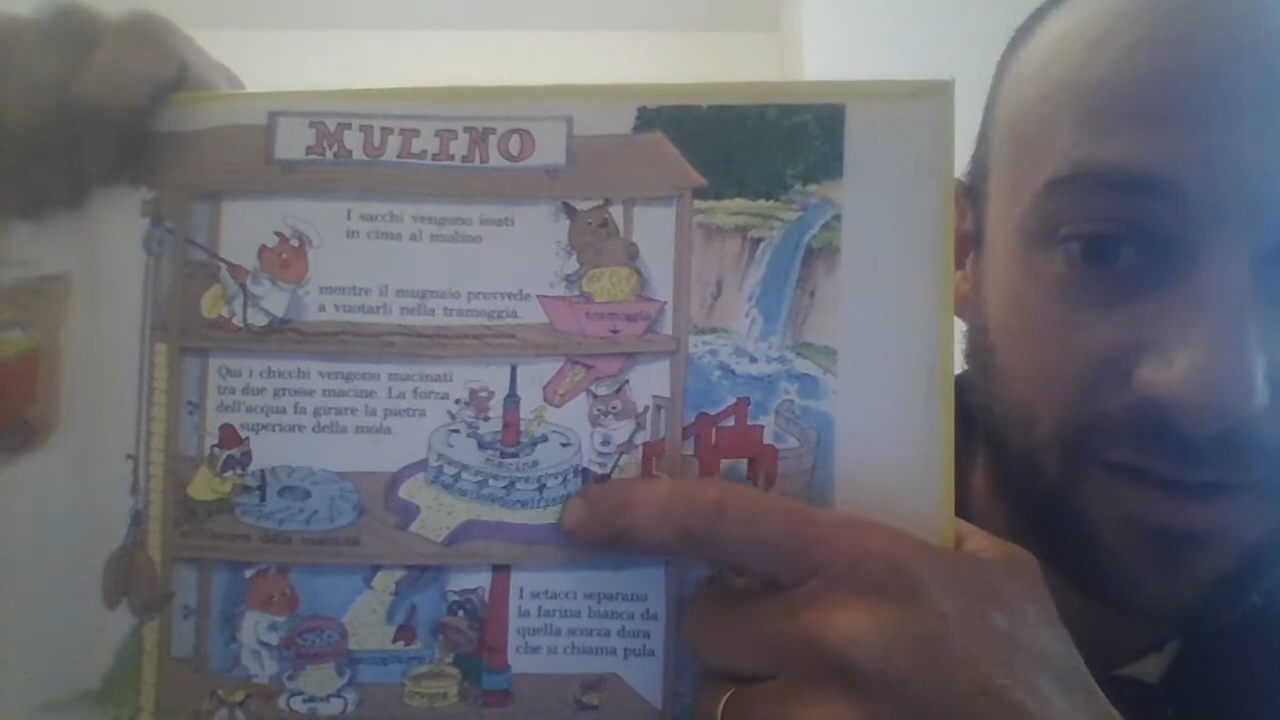 MULINO
I sacchi vengono issati
in cima al mulino
mentre il mugnaio provvede
a vuotarli nella tramoggia.
tramoggia
Qui i chicchi vengono macinati
tra due grosse macine. La forza
dell'acqua fa girare la pietra
superiore della mola
macina
I setacci separano
la farina bianca da
quella scorza dura
che si chiama pula.
crusca